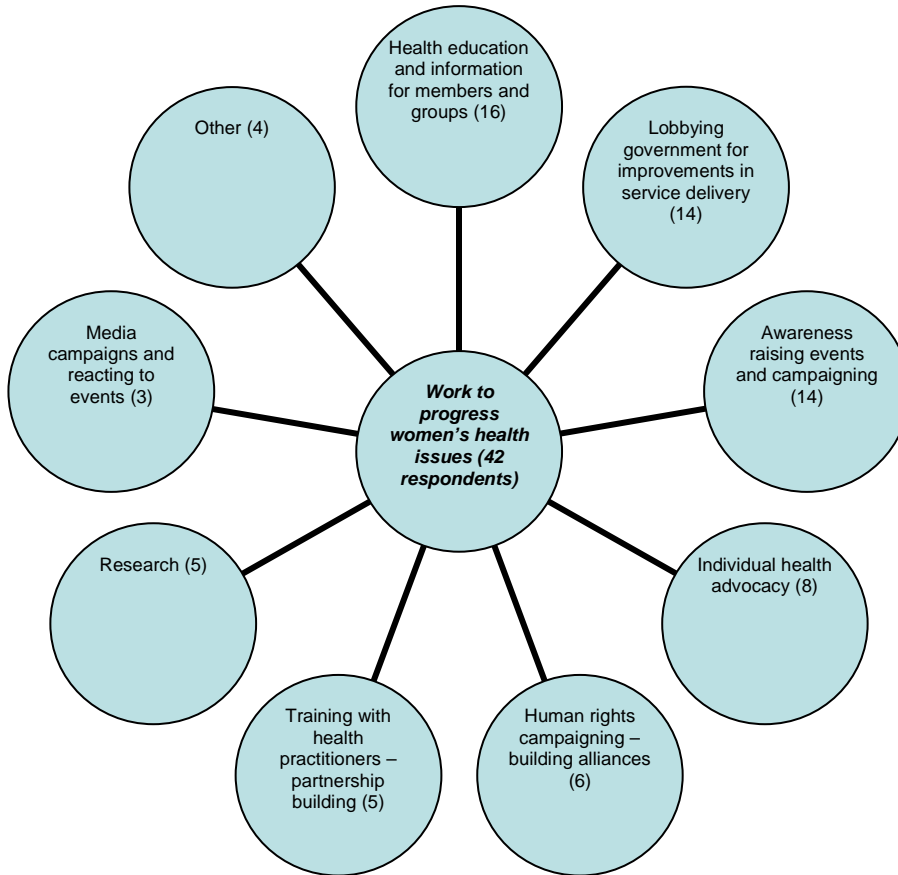 Health education
and information
for members and
groups (16)
Lobbying
government for
improvements in
service delivery
(14)
Awareness
raising events
and campaigning
(14)
Individual health
advocacy (8)
Human rights
campaigning –
building alliances
(6)
Training with
health
practitioners –
partnership
building (5)
Research (5)
Media
campaigns and
reacting to
events (3)
Other (4)
Work to
progress
women’s health
issues (42
respondents)